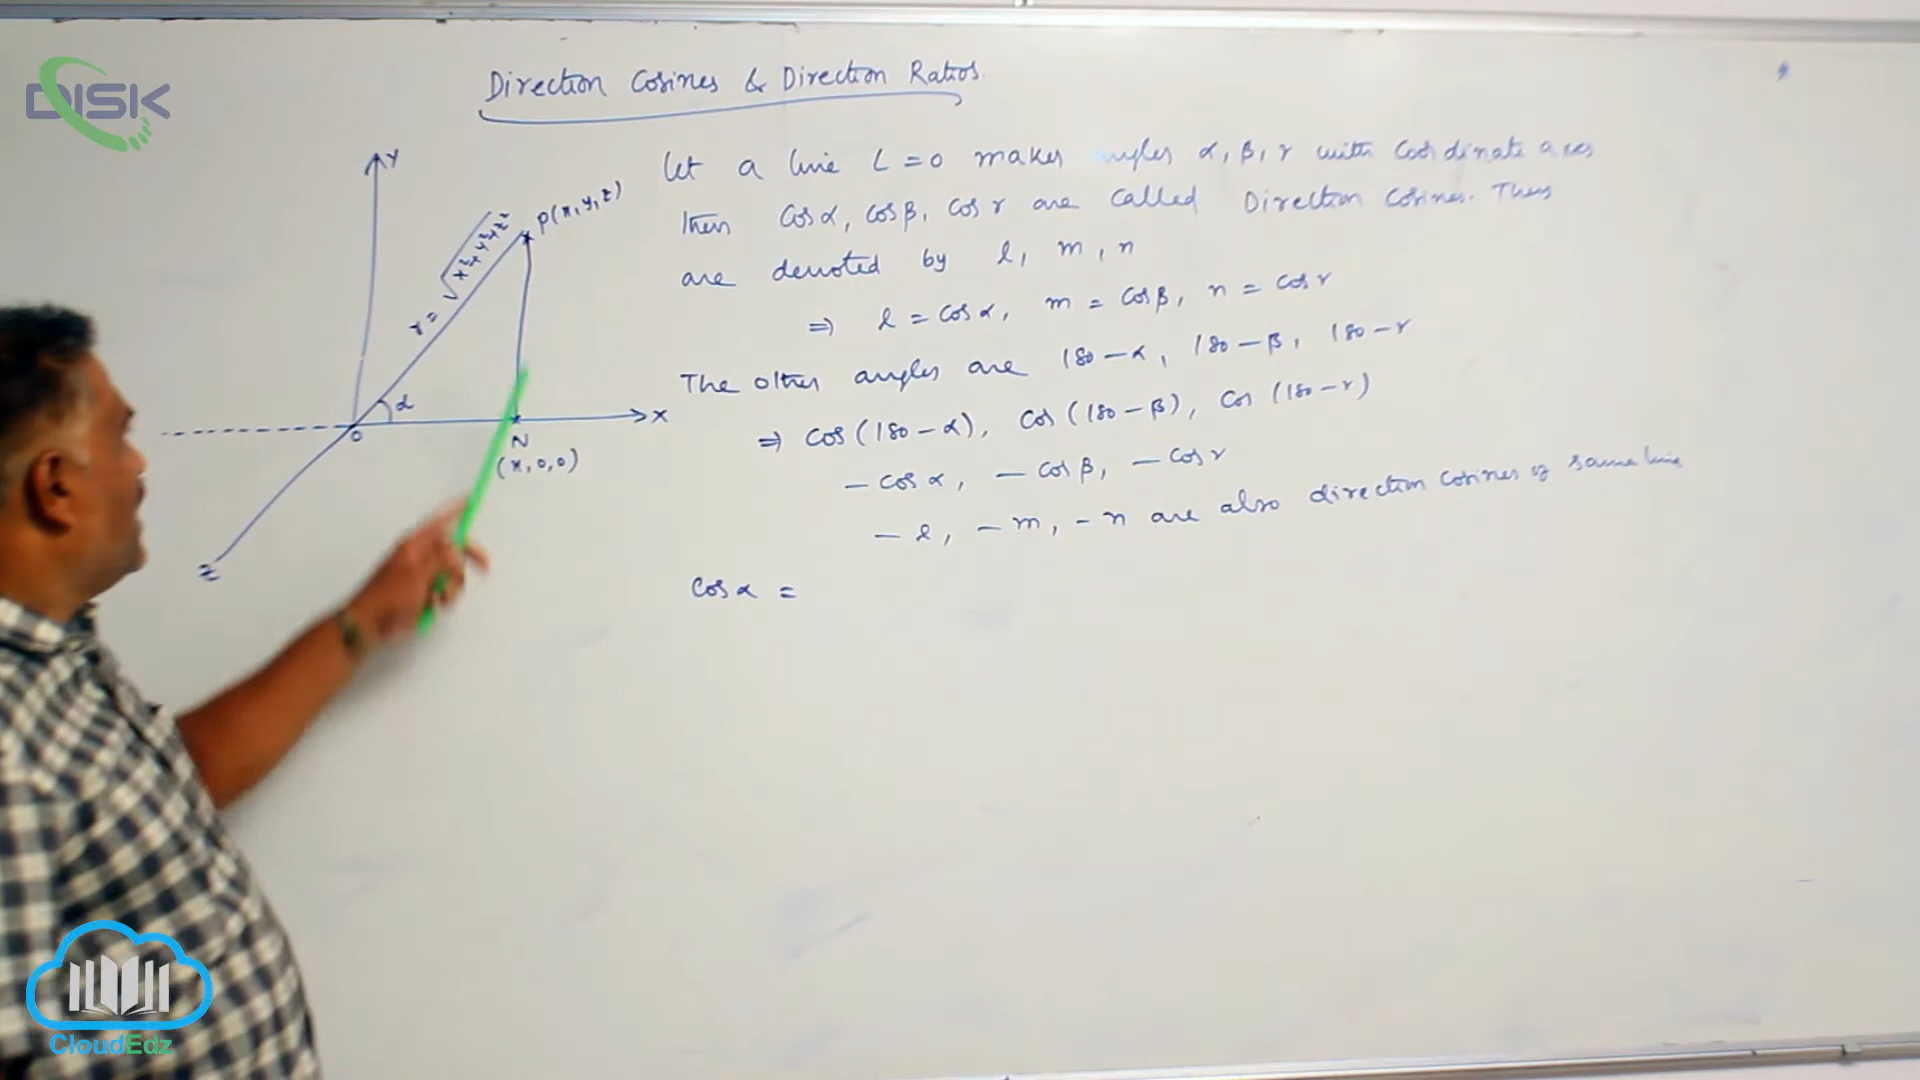 DISK
Direction Cosines & Direction Ratios.
Let a line L = 0 makes angles α, β, γ with Coordinate axes
then Cos α, Cos β, Cos γ are called Direction Cosines. They
are denoted by l, m, n
⇒ l = Cos α, m = Cos β, n = Cos γ
The other angles are 180 – α, 180 – β, 180 – γ
⇒ Cos (180 – α), Cos (180 – β), Cos (180 – γ)
– Cos α, – Cos β, – Cos γ
– l, – m, – n are also direction Cosines of same line
Cos α =
Y
P(x, y, z)
r = √x²+y²+z²
α
O
X
N
(x, 0, 0)
Z
CloudEdz